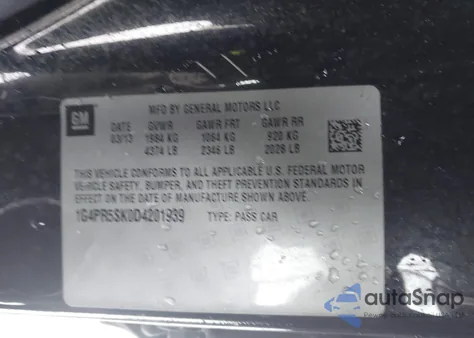 GM
MFD BY GENERAL MOTORS LLC
DATE GVWR GAWR FRT GAWR RR
03/13 1984 KG 1064 KG 920 KG
4374 LB 2346 LB 2028 LB
THIS VEHICLE CONFORMS TO ALL APPLICABLE U.S. FEDERAL MOTOR
VEHICLE SAFETY, BUMPER, AND THEFT PREVENTION STANDARDS IN
EFFECT ON THE DATE OF MANUFACTURE SHOWN ABOVE.
1G4PR5SK0D4201939 TYPE: PASS CAR
autoSnap